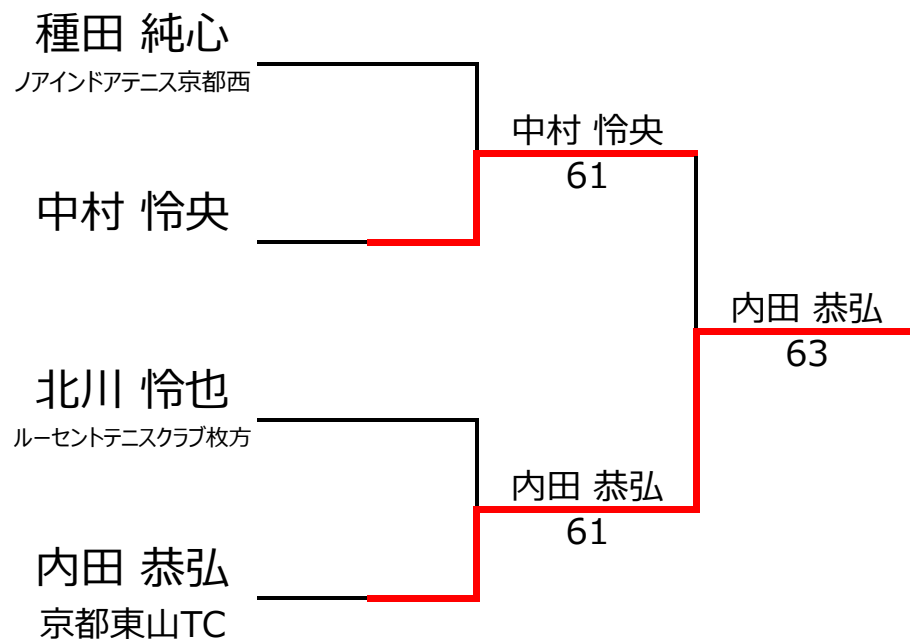 種田 純心
ノアインドアテニス京都西
中村 怜央
61
中村 怜央
内田 恭弘
63
北川 怜也
ルーセントテニスクラブ枚方
内田 恭弘
61
内田 恭弘
京都東山TC